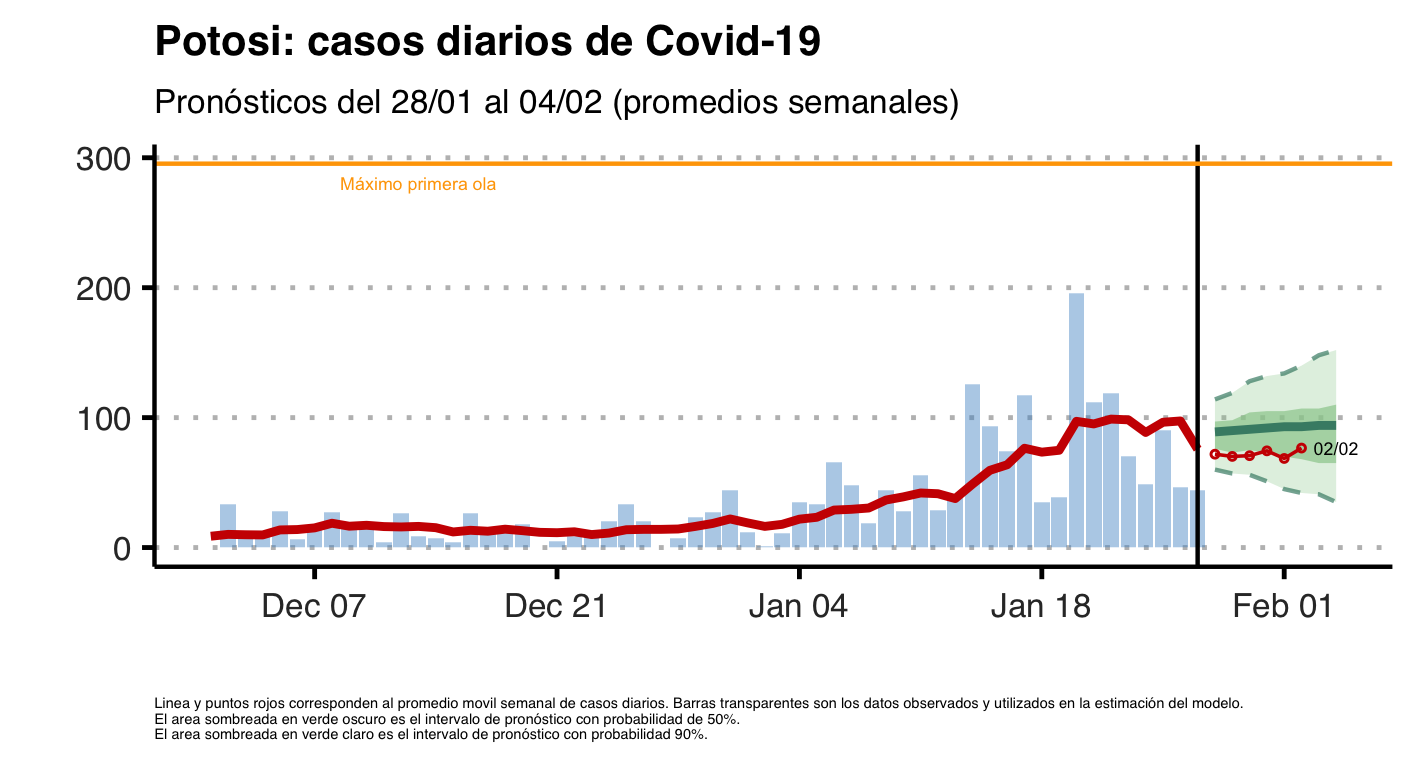 Potosi: casos diarios de Covid-19
Pronósticos del 28/01 al 04/02 (promedios semanales)
300
Máximo primera ola
200
100
02/02
0
Dec 07 Dec 21 Jan 04 Jan 18 Feb 01
Linea y puntos rojos corresponden al promedio movil semanal de casos diarios. Barras transparentes son los datos observados y utilizados en la estimación del modelo.
El area sombreada en verde oscuro es el intervalo de pronóstico con probabilidad de 50%.
El area sombreada en verde claro es el intervalo de pronóstico con probabilidad 90%.